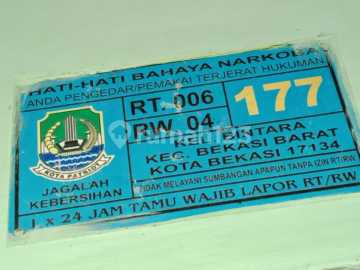 HATI-HATI BAHAYA NARKOBA
ANDA PENGEDAR/PEMAKAI TERJERAT HUKUMAN
RT. 006
RW. 04
177
KEC. BEKASI BARAT
KOTA BEKASI 17134
KOTA PATRIOT
JAGALAH
KEBERSIHAN
TIDAK MELAYANI SUMBANGAN APAPUN TANPA IZIN RT/RW
1 x 24 JAM TAMU WAJIB LAPOR RT/RW